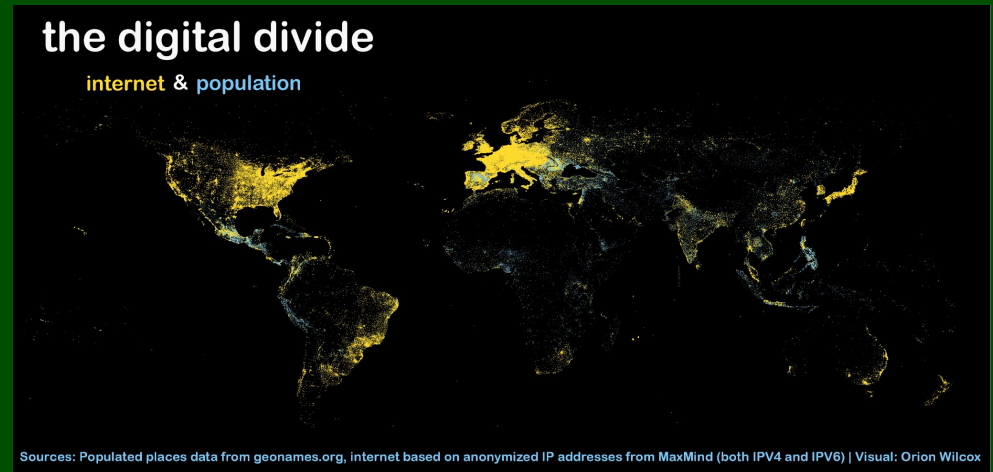 the digital divide
internet & population
Sources: Populated places data from geonames.org, internet based on anonymized IP addresses from MaxMind (both IPV4 and IPV6) | Visual: Orion Wilcox